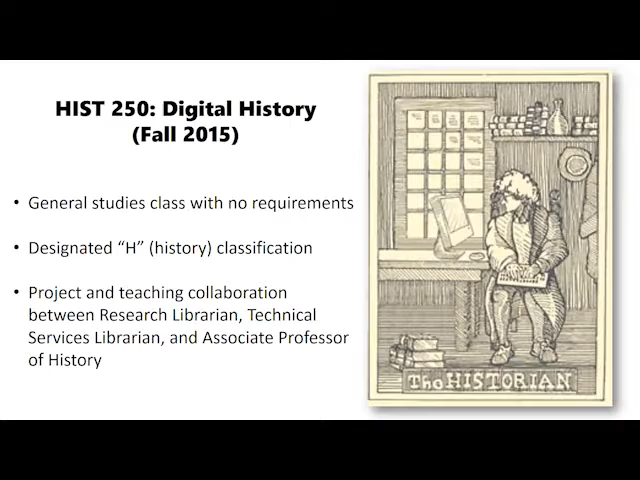 HIST 250: Digital History
(Fall 2015)
• General studies class with no requirements
• Designated “H” (history) classification
• Project and teaching collaboration
between Research Librarian, Technical
Services Librarian, and Associate Professor
of History
The HISTORIAN